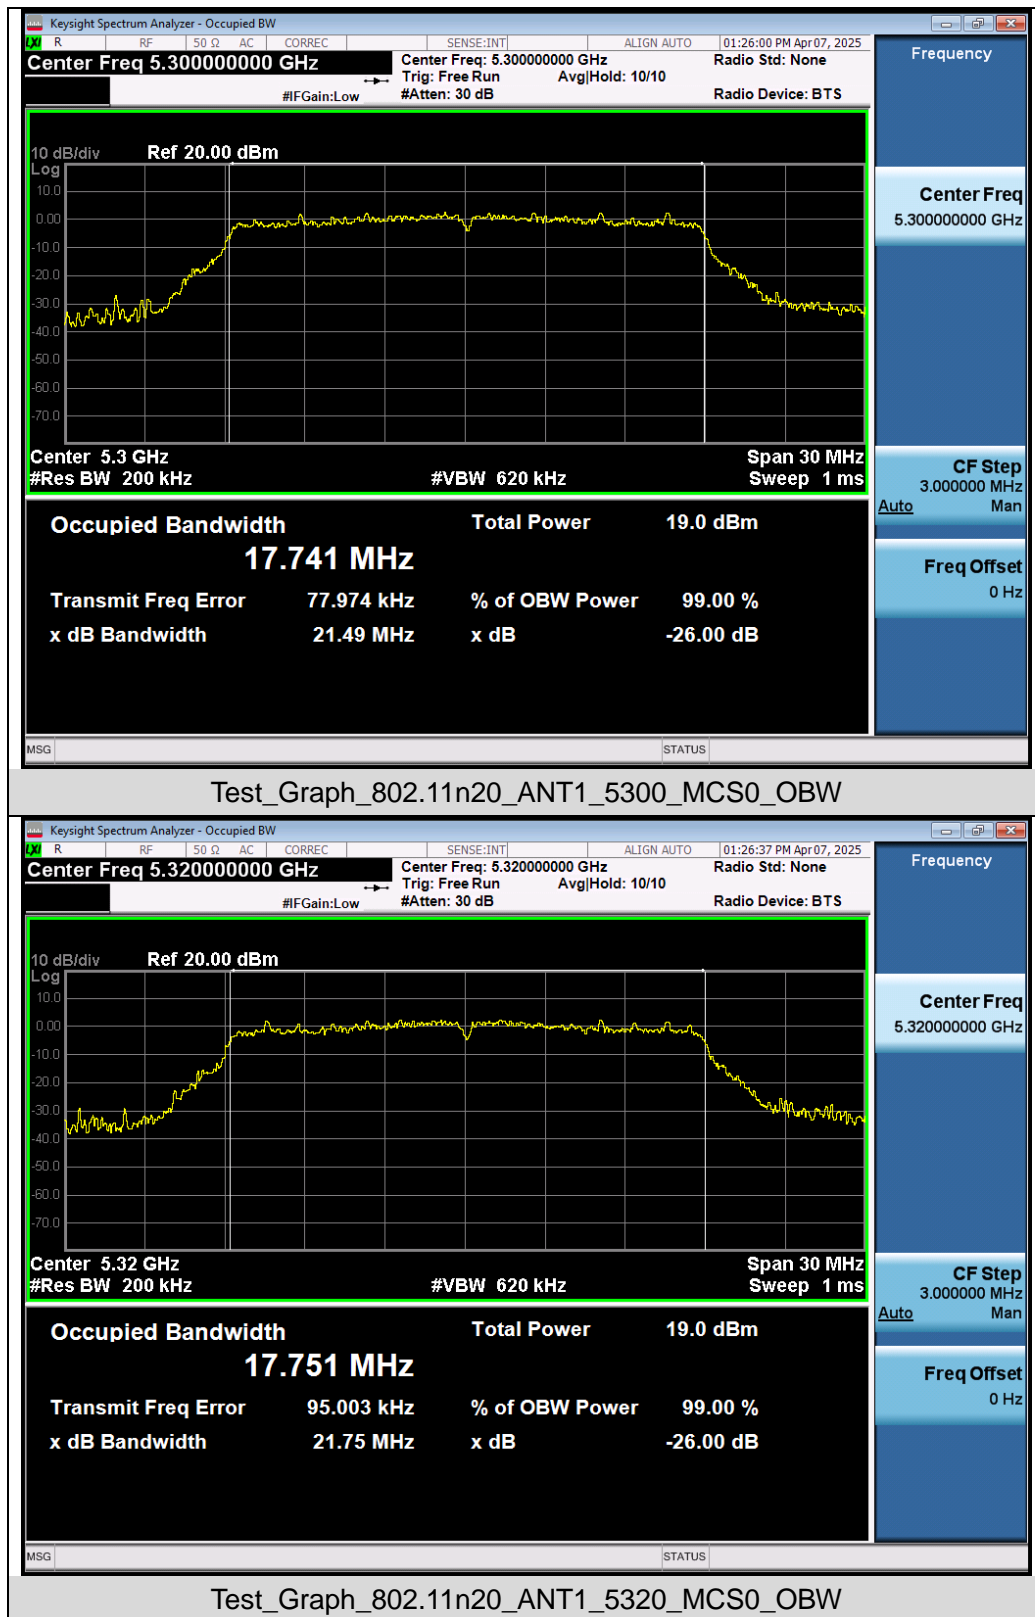 Keysight Spectrum Analyzer - Occupied BW
LXI R RF 50 Ω AC CORREC SENSE:INT ALIGN AUTO 01:26:00 PM Apr 07, 2025
Center Freq 5.300000000 GHz
Center Freq: 5.300000000 GHz
Radio Std: None
Trig: Free Run Avg|Hold: 10/10
#IFGain:Low #Atten: 30 dB
Radio Device: BTS
Frequency
10 dB/div Ref 20.00 dBm
Log
10.0
0.00
-10.0
-20.0
-30.0
-40.0
-50.0
-60.0
-70.0
Center 5.3 GHz Span 30 MHz
#Res BW 200 kHz #VBW 620 kHz Sweep 1 ms
Center Freq
5.300000000 GHz
CF Step
3.000000 MHz
Auto Man
Freq Offset
0 Hz
Occupied Bandwidth Total Power 19.0 dBm
17.741 MHz
Transmit Freq Error 77.974 kHz % of OBW Power 99.00 %
x dB Bandwidth 21.49 MHz x dB -26.00 dB
MSG STATUS
Test_Graph_802.11n20_ANT1_5300_MCS0_OBW
Keysight Spectrum Analyzer - Occupied BW
LXI R RF 50 Ω AC CORREC SENSE:INT ALIGN AUTO 01:26:37 PM Apr 07, 2025
Center Freq 5.320000000 GHz
Center Freq: 5.320000000 GHz
Radio Std: None
Trig: Free Run Avg|Hold: 10/10
#IFGain:Low #Atten: 30 dB
Radio Device: BTS
Frequency
10 dB/div Ref 20.00 dBm
Log
10.0
0.00
-10.0
-20.0
-30.0
-40.0
-50.0
-60.0
-70.0
Center 5.32 GHz Span 30 MHz
#Res BW 200 kHz #VBW 620 kHz Sweep 1 ms
Center Freq
5.320000000 GHz
CF Step
3.000000 MHz
Auto Man
Freq Offset
0 Hz
Occupied Bandwidth Total Power 19.0 dBm
17.751 MHz
Transmit Freq Error 95.003 kHz % of OBW Power 99.00 %
x dB Bandwidth 21.75 MHz x dB -26.00 dB
MSG STATUS
Test_Graph_802.11n20_ANT1_5320_MCS0_OBW